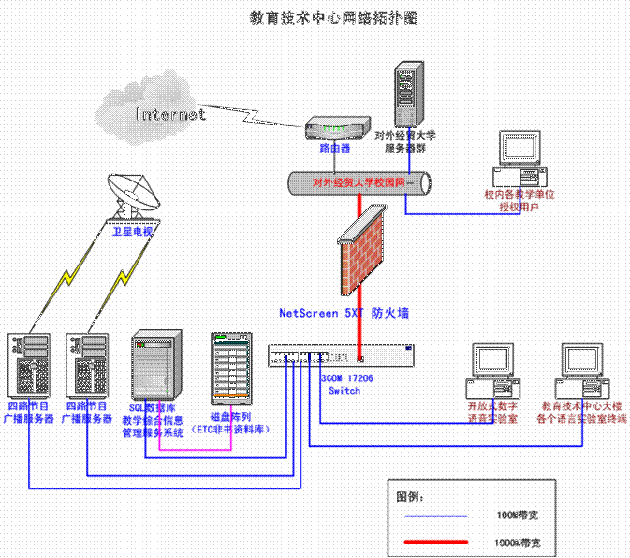 教育技术中心网络拓扑图
Internet
路由器
对外经贸大学
服务器群
对外经贸大学校园网
校内各教学单位
授权用户
卫星电视
NetScreen 5XT 防火墙
3COM 17206
Switch
四路节目
广播服务器
四路节目
广播服务器
SQL数据库
教学综合信息
管理服务系统
磁盘阵列
(ETC非书资料库)
开放式数字
语音实验室
教育技术中心大楼
各个语言实验室终端
图例:
100M带宽
1000M带宽